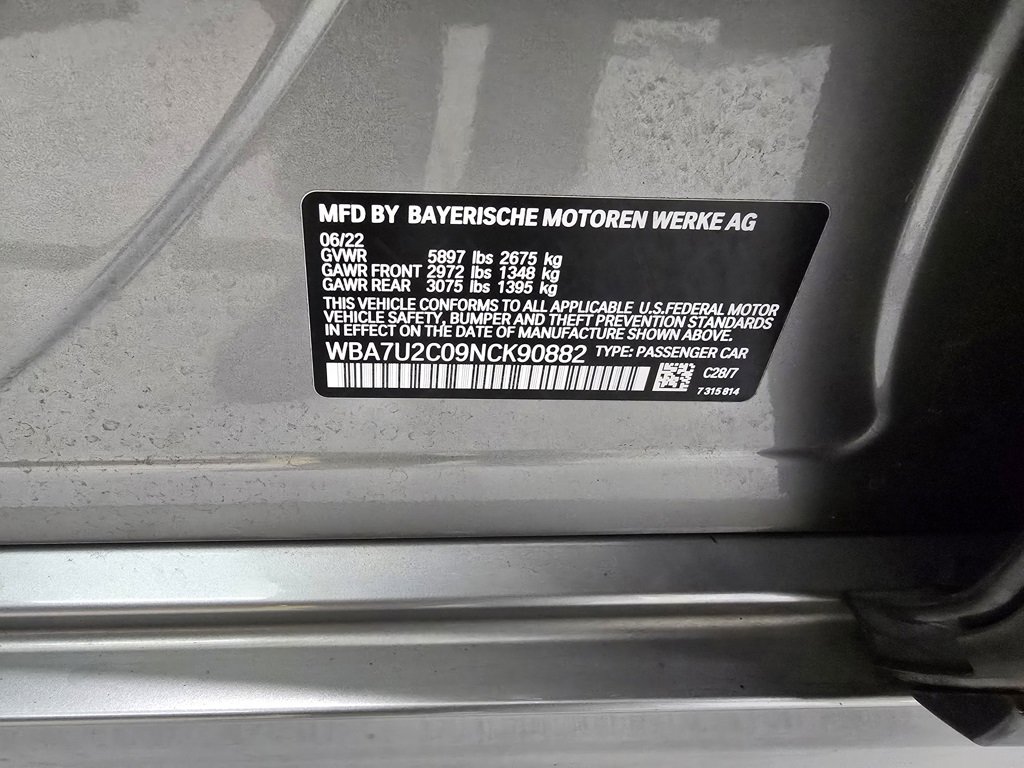 MFD BY BAYERISCHE MOTOREN WERKE AG
06/22
GVWR 5897 lbs 2675 kg
GAWR FRONT 2972 lbs 1348 kg
GAWR REAR 3075 lbs 1395 kg
THIS VEHICLE CONFORMS TO ALL APPLICABLE U.S.FEDERAL MOTOR
VEHICLE SAFETY, BUMPER AND THEFT PREVENTION STANDARDS
IN EFFECT ON THE DATE OF MANUFACTURE SHOWN ABOVE.
WBA7U2C09NCK90882 TYPE: PASSENGER CAR
C28/7
7 315 814